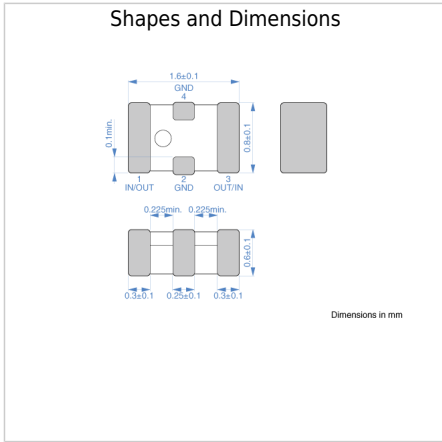 Shapes and Dimensions
1.6±0.1
GND
4
0.1min.
0.8±0.1
1 2 3
IN/OUT GND OUT/IN
0.225min. 0.225min.
0.6±0.1
0.3±0.1 0.25±0.1 0.3±0.1
Dimensions in mm